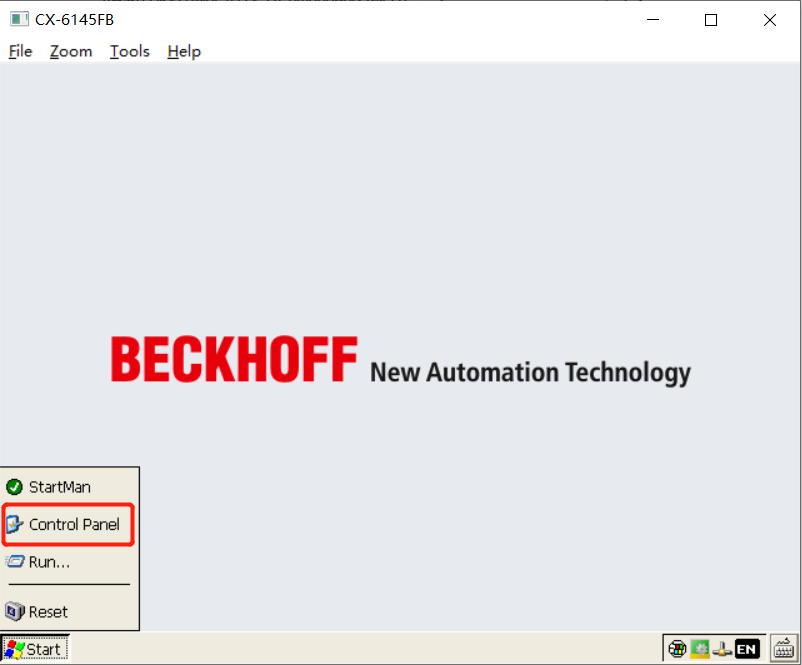 CX-6145FB
File Zoom Tools Help
BECKHOFF New Automation Technology
StartMan
Control Panel
Run...
Reset
Start
EN